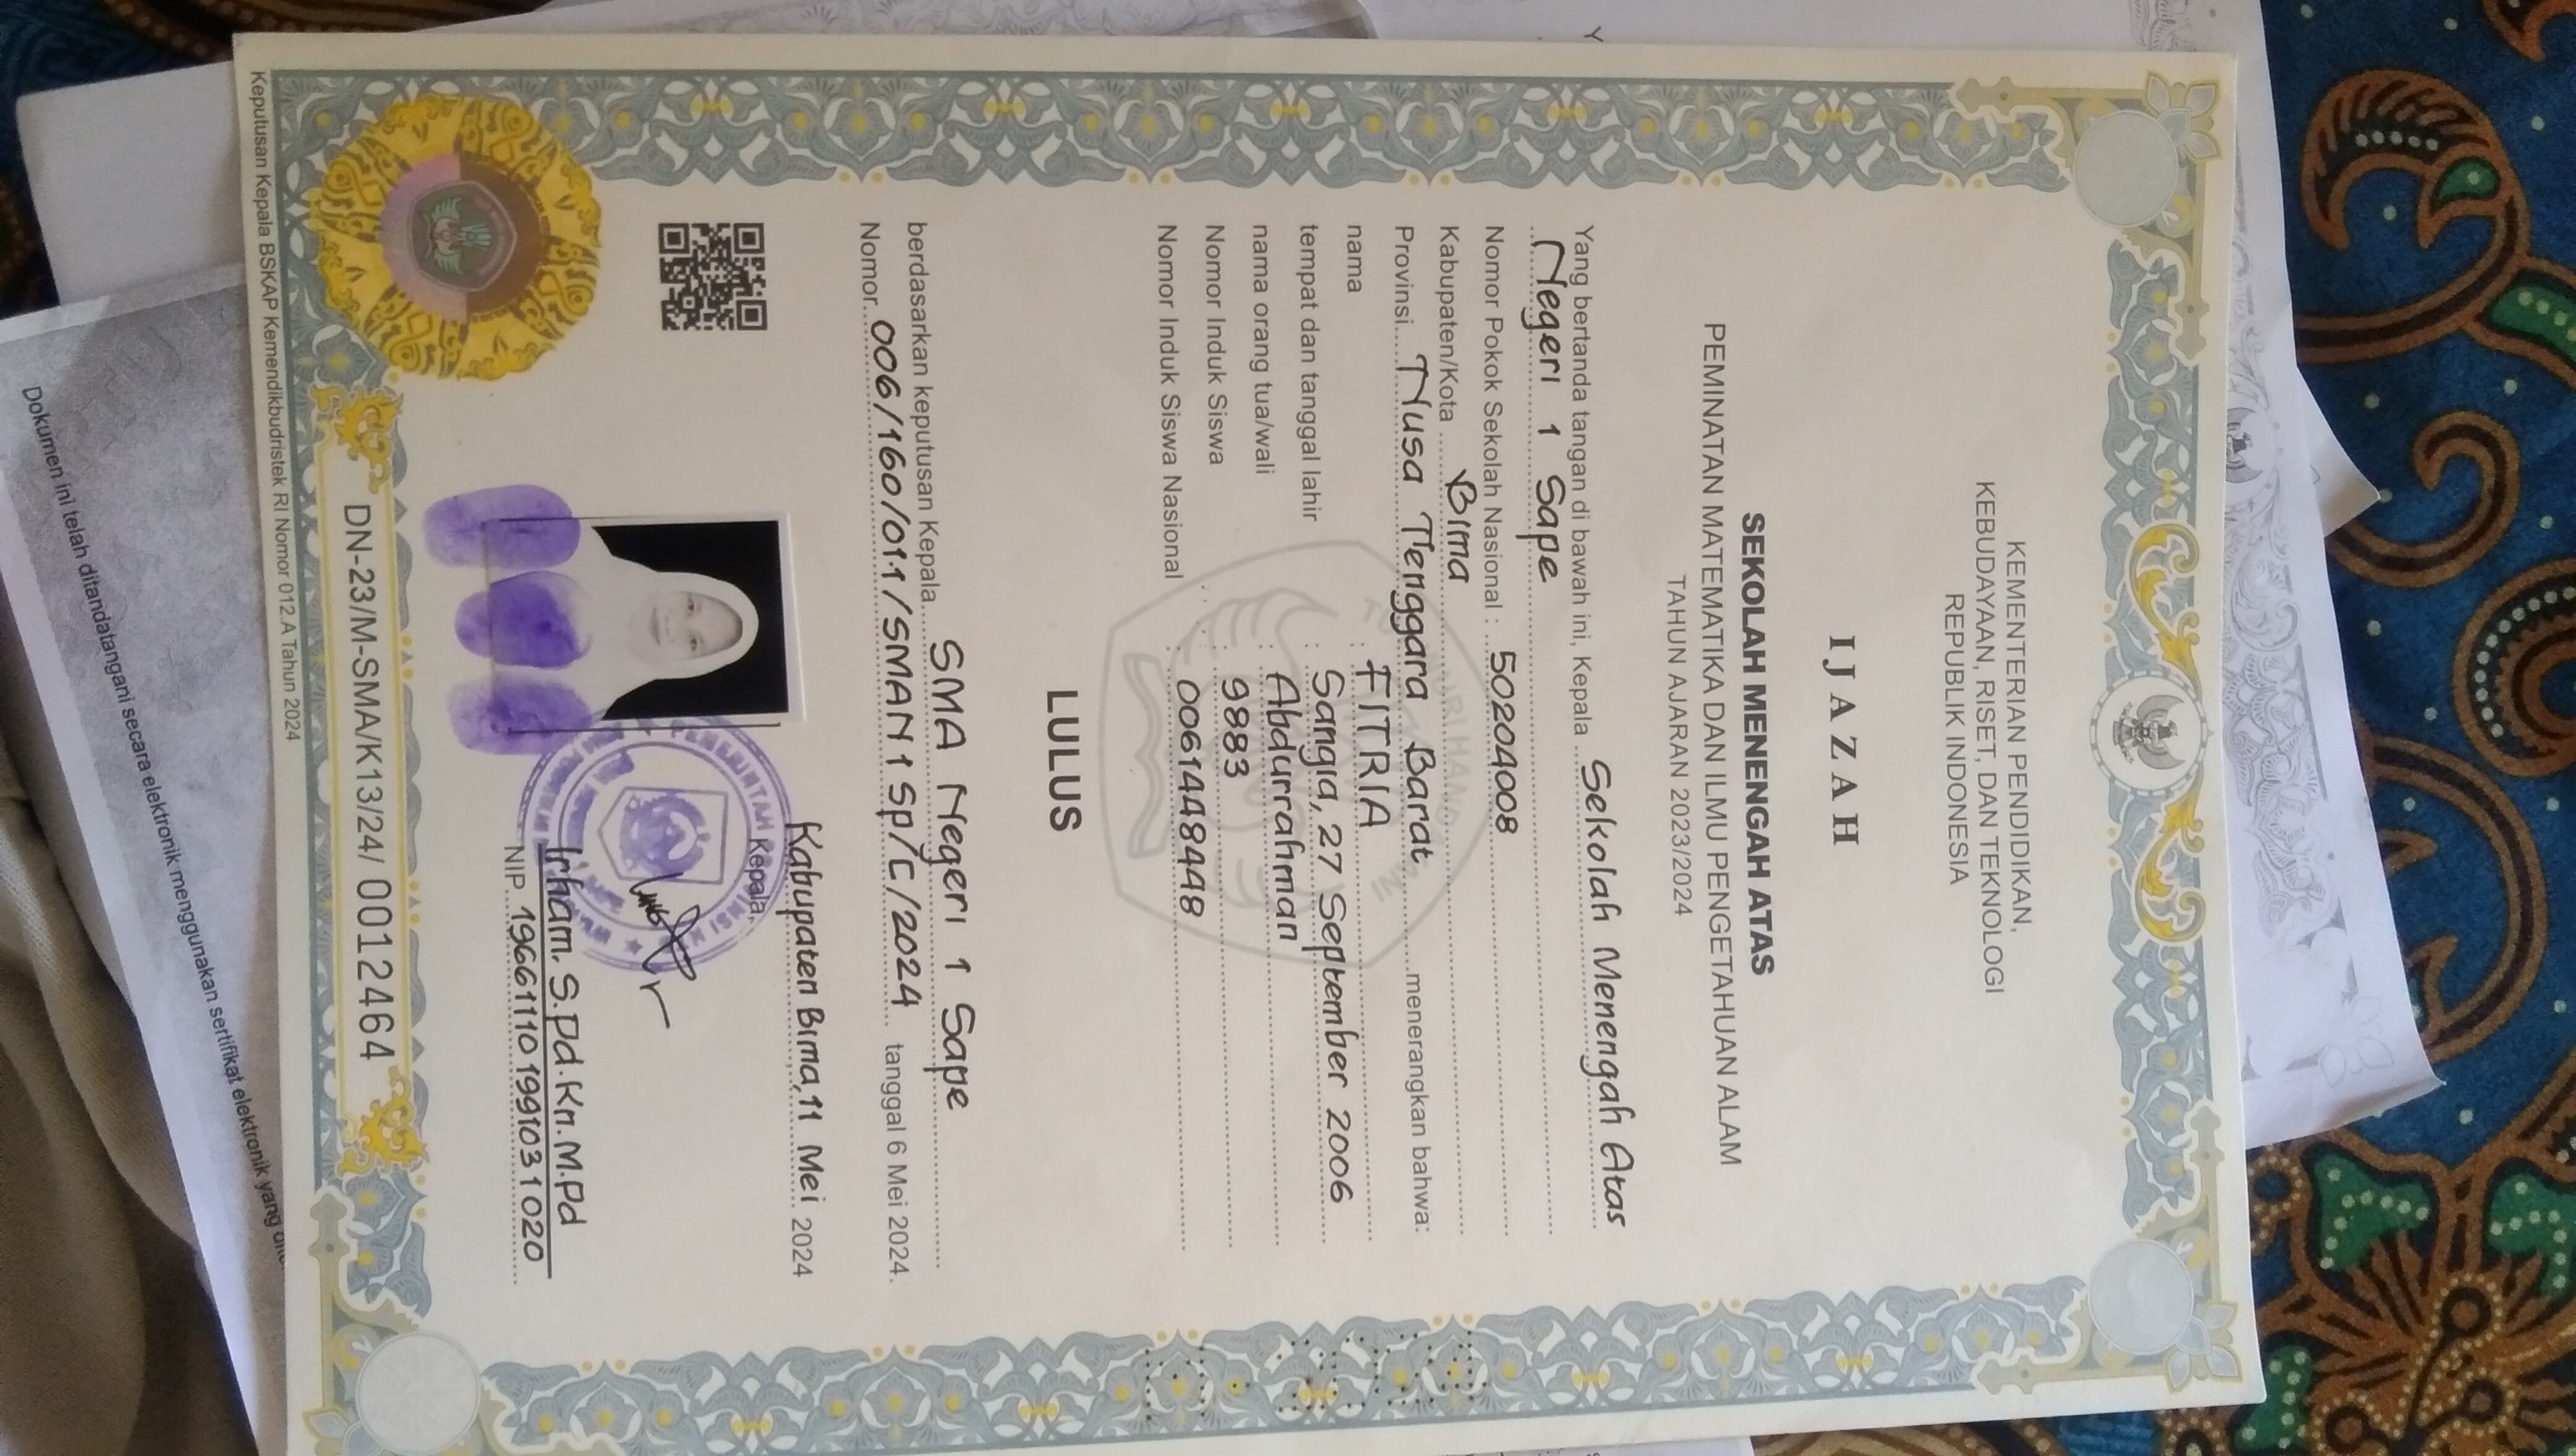 KEMENTERIAN PENDIDIKAN,
KEBUDAYAAN, RISET, DAN TEKNOLOGI
REPUBLIK INDONESIA
IJAZAH
SEKOLAH MENENGAH ATAS
PEMINATAN MATEMATIKA DAN ILMU PENGETAHUAN ALAM
TAHUN AJARAN 2023/2024
Yang bertanda tangan di bawah ini, Kepala Sekolah Menengah Atas
Negeri 1 Sape
Nomor Pokok Sekolah Nasional : 50204008
Kabupaten/Kota Bima
Provinsi Nusa Tenggara Barat menerangkan bahwa:
nama : FITRIA
tempat dan tanggal lahir : Sangia, 27 September 2006
nama orang tua/wali : Abdurrahman
Nomor Induk Siswa : 9883
Nomor Induk Siswa Nasional : 0061448498
LULUS
berdasarkan keputusan Kepala SMA Negeri 1 Sape
Nomor 006/160/011/SMAN 1 Sp/C/2024 tanggal 6 Mei 2024.
Kabupaten Bima, 11 Mei 2024
Kepala,
Irham. S.Pd.Kn.M.Pd
NIP. 196611101991031020
DN-23/M-SMA/K13/24/ 0012464
Keputusan Kepala BSKAP Kemendikbudristek RI Nomor 012.A Tahun 2024
Dokumen ini telah ditandatangani secara elektronik menggunakan sertifikat elektronik yang